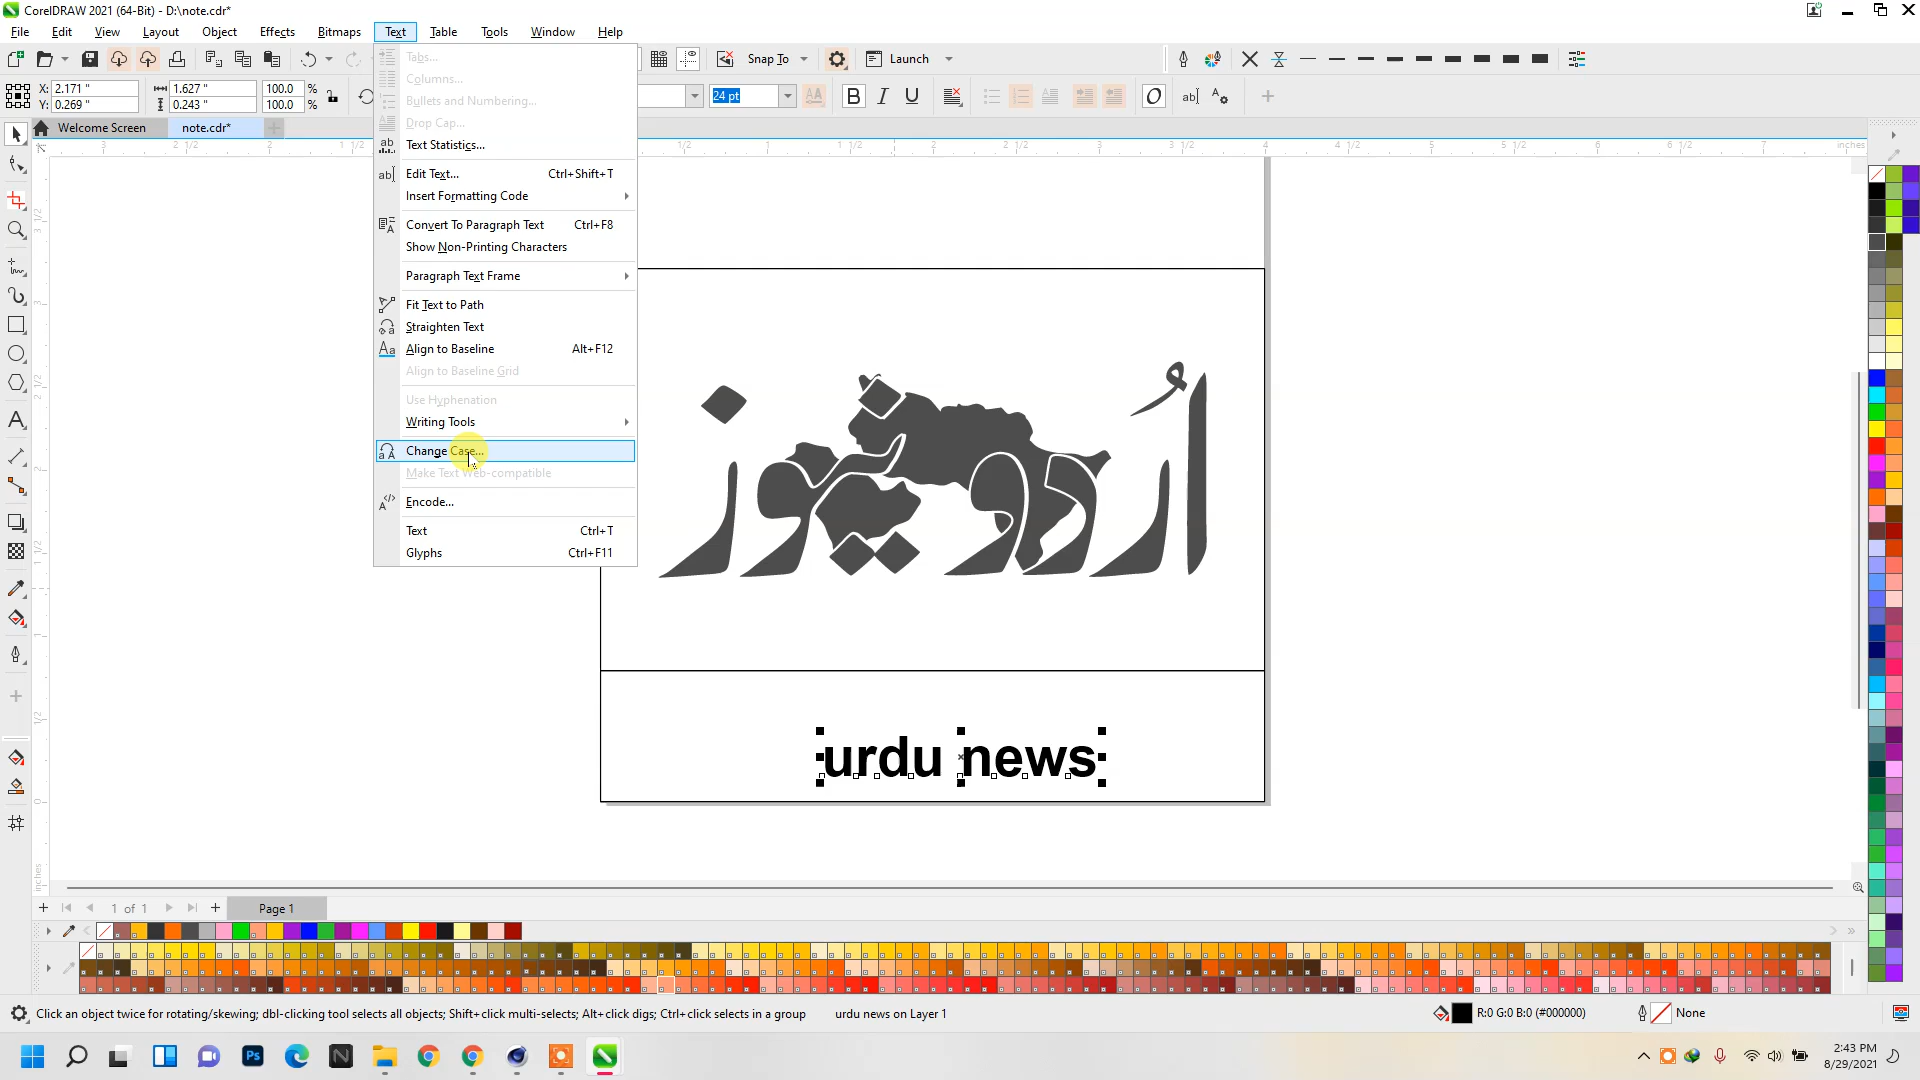 CorelDRAW 2021 (64-Bit) - D:\note.cdr*
File Edit View Layout Object Effects Bitmaps Text Table Tools Window Help
Snap To Launch
X: 2.171 " 1.627 " 100.0 %
Y: 0.269 " 0.243 " 100.0 %
24 pt
Welcome Screen note.cdr*
Tabs...
Columns...
Bullets and Numbering...
Drop Cap...
Text Statistics...
Edit Text... Ctrl+Shift+T
Insert Formatting Code
Convert To Paragraph Text Ctrl+F8
Show Non-Printing Characters
Paragraph Text Frame
Fit Text to Path
Straighten Text
Align to Baseline Alt+F12
Align to Baseline Grid
Use Hyphenation
Writing Tools
Change Case...
Make Text Web-compatible
Encode...
Text Ctrl+T
Glyphs Ctrl+F11
اُردو نیوز
urdu news
1 of 1 Page 1
Click an object twice for rotating/skewing; dbl-clicking tool selects all objects; Shift+click multi-selects; Alt+click digs; Ctrl+click selects in a group urdu news on Layer 1 R:0 G:0 B:0 (#000000) None
2:43 PM
8/29/2021